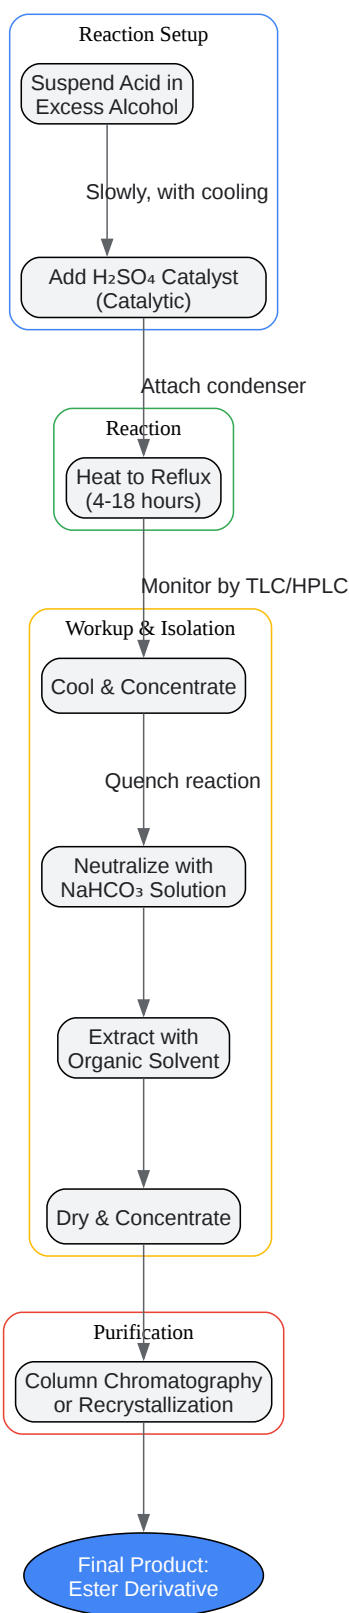 Reaction Setup
Suspend Acid in
Excess Alcohol
Slowly, with cooling
Add H₂SO₄ Catalyst
(Catalytic)
Attach condenser
Reaction
Heat to Reflux
(4-18 hours)
Monitor by TLC/HPLC
Workup & Isolation
Cool & Concentrate
Quench reaction
Neutralize with
NaHCO₃ Solution
Extract with
Organic Solvent
Dry & Concentrate
Purification
Column Chromatography
or Recrystallization
Final Product:
Ester Derivative